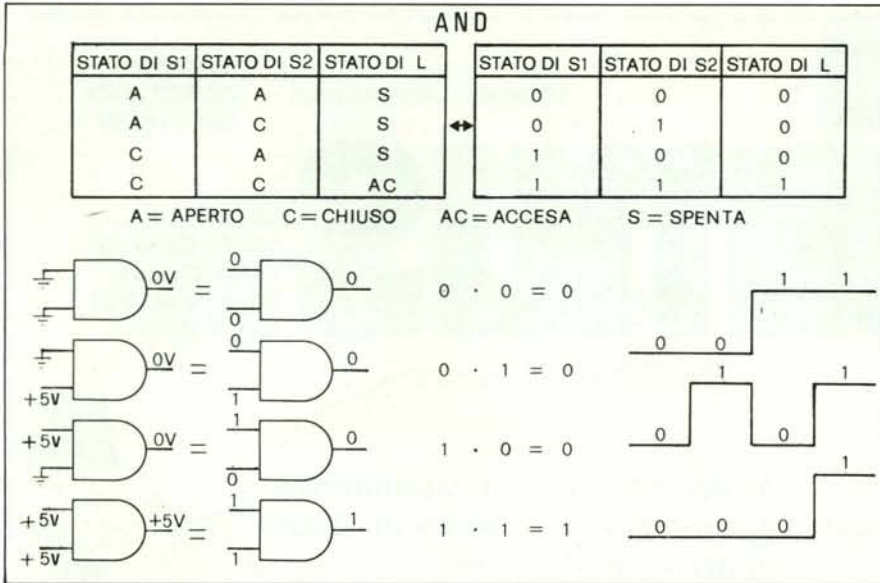 AND
STATO DI S1 STATO DI S2 STATO DI L
A A S
A C S
C A S
C C AC
↔
STATO DI S1 STATO DI S2 STATO DI L
0 0 0
0 1 0
1 0 0
1 1 1
A = APERTO C = CHIUSO AC = ACCESA S = SPENTA
0V = 0 0 0
0 · 0 = 0
+5V 0V = 0 1 0
0 · 1 = 0
+5V 0V = 1 0 0
1 · 0 = 0
+5V +5V +5V = 1 1 1
1 · 1 = 1
0 0 1 1
0 1 0 1
0 0 0 1